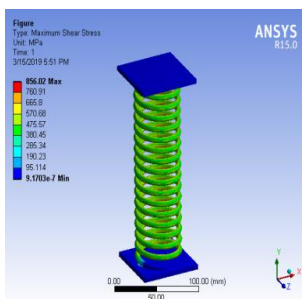 Figure
Type: Maximum Shear Stress
Unit: MPa
Time: 1
3/15/2019 5:51 PM
856.02 Max
760.91
665.8
570.68
475.57
380.45
285.34
190.23
95.114
9.1703e-7 Min
ANSYS
R15.0
0.00
100.00 (mm)
50.00
Y
X
Z